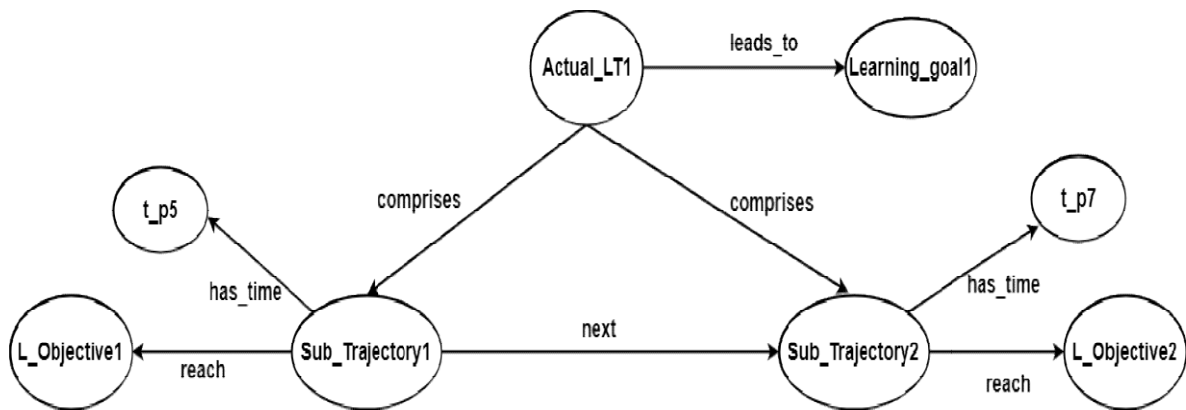 leads_to
Actual_LT1
Learning_goal1
comprises
comprises
t_p5
t_p7
has_time
has_time
next
L_Objective1
Sub_Trajectory1
Sub_Trajectory2
L_Objective2
reach
reach